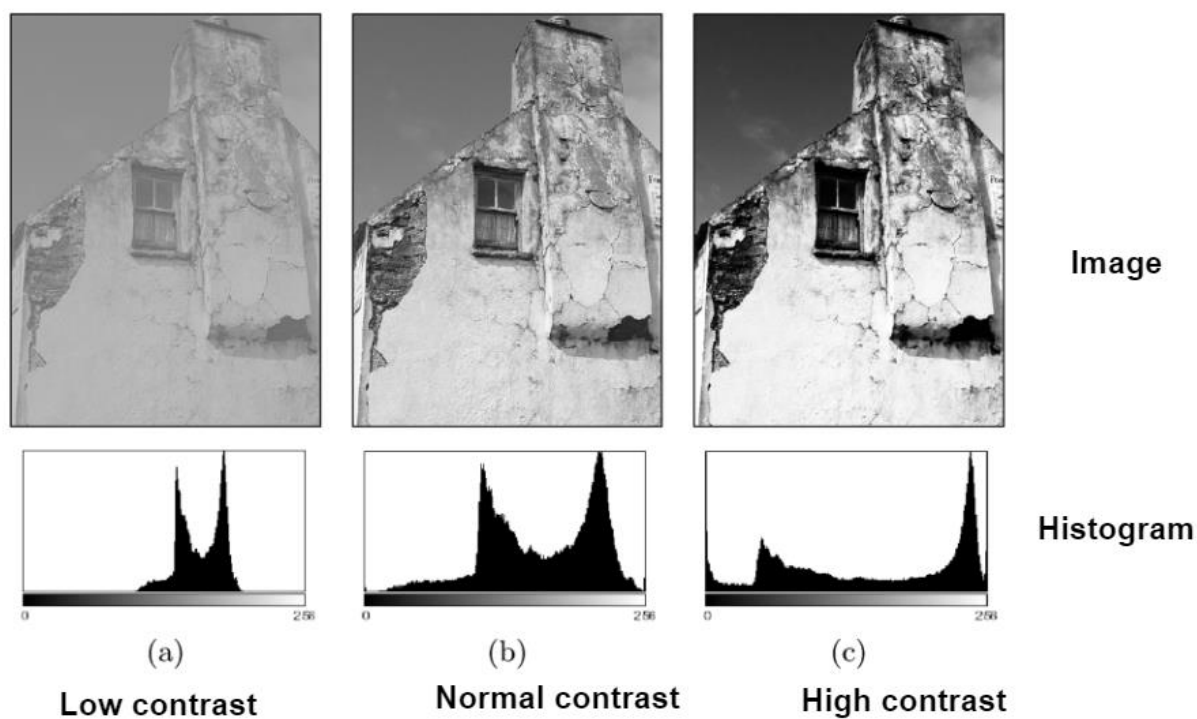 Image
Histogram
0 256
0 256
0 256
(a) (b) (c)
Low contrast Normal contrast High contrast